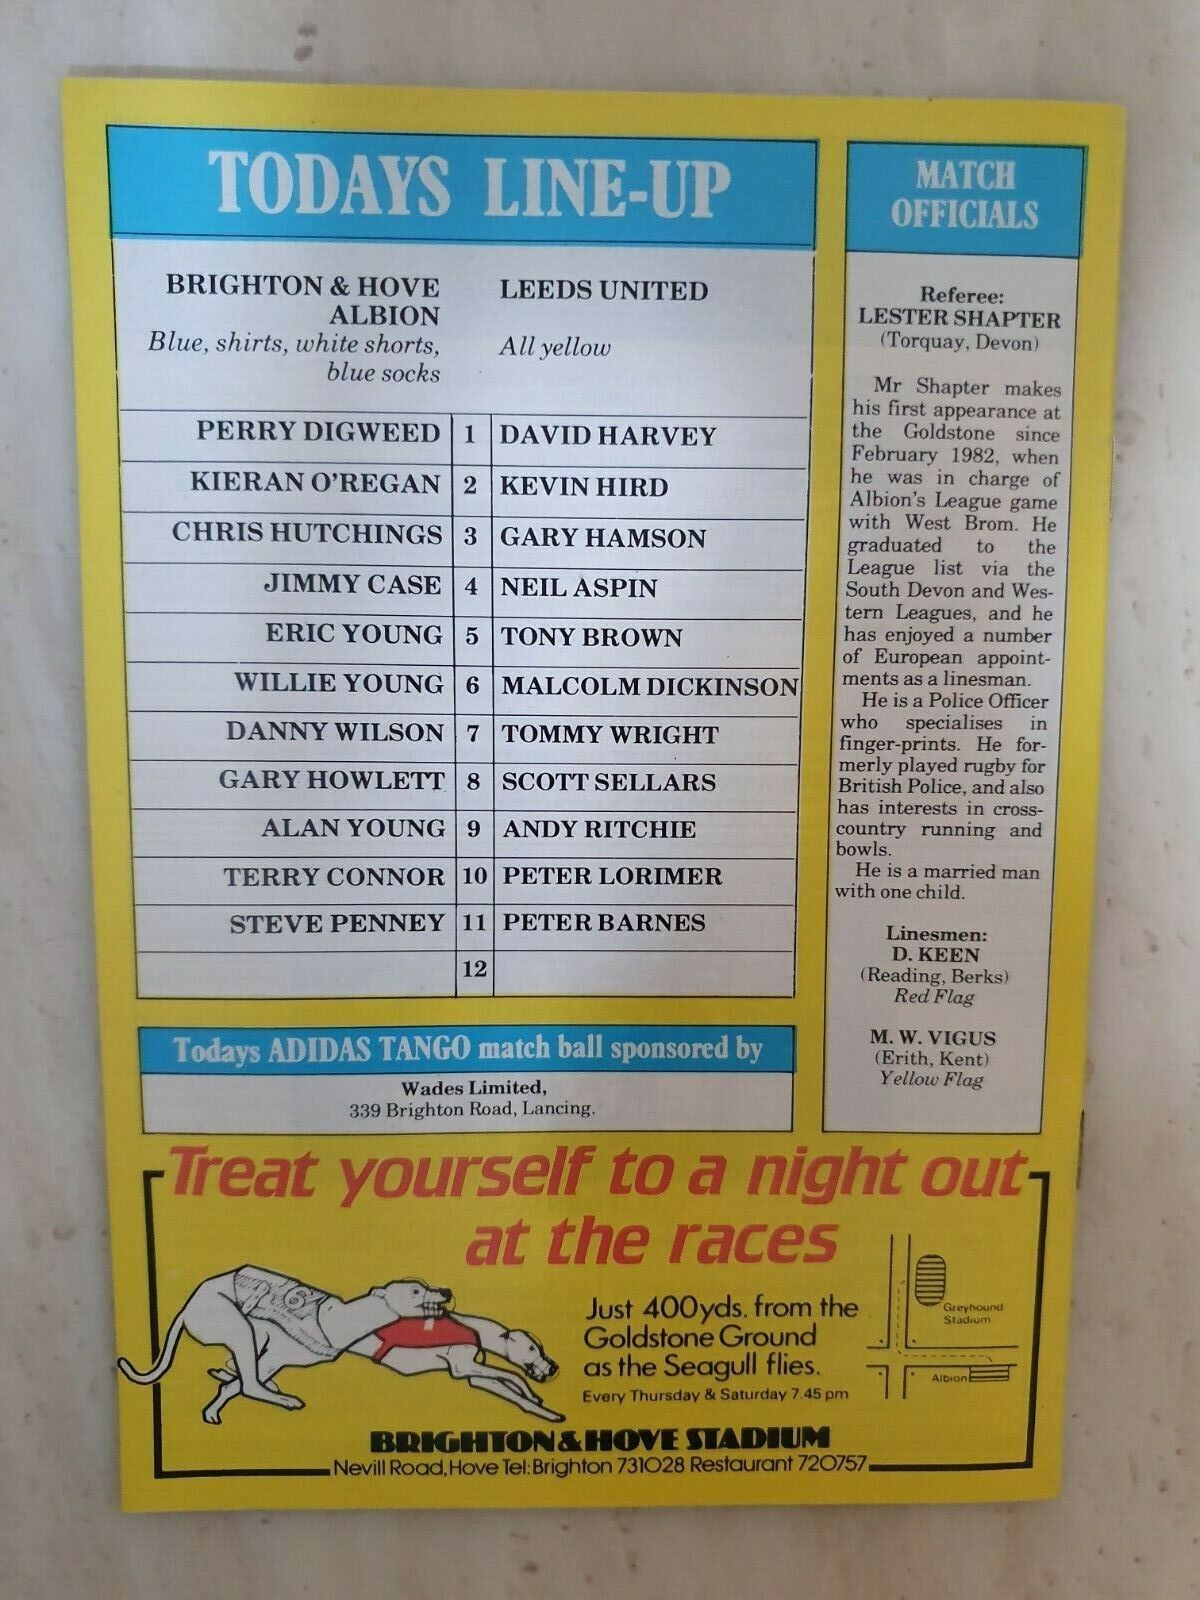 TODAYS LINE-UP
BRIGHTON & HOVE
ALBION
Blue, shirts, white shorts,
blue socks
LEEDS UNITED
All yellow
PERRY DIGWEED 1 DAVID HARVEY
KIERAN O'REGAN 2 KEVIN HIRD
CHRIS HUTCHINGS 3 GARY HAMSON
JIMMY CASE 4 NEIL ASPIN
ERIC YOUNG 5 TONY BROWN
WILLIE YOUNG 6 MALCOLM DICKINSON
DANNY WILSON 7 TOMMY WRIGHT
GARY HOWLETT 8 SCOTT SELLARS
ALAN YOUNG 9 ANDY RITCHIE
TERRY CONNOR 10 PETER LORIMER
STEVE PENNEY 11 PETER BARNES
12
Todays ADIDAS TANGO match ball sponsored by
Wades Limited,
339 Brighton Road, Lancing.
MATCH
OFFICIALS
Referee:
LESTER SHAPTER
(Torquay, Devon)
Mr Shapter makes
his first appearance at
the Goldstone since
February 1982, when
he was in charge of
Albion's League game
with West Brom. He
graduated to the
League list via the
South Devon and Wes-
tern Leagues, and he
has enjoyed a number
of European appoint-
ments as a linesman.
He is a Police Officer
who specialises in
finger-prints. He for-
merly played rugby for
British Police, and also
has interests in cross-
country running and
bowls.
He is a married man
with one child.
Linesmen:
D. KEEN
(Reading, Berks)
Red Flag
M. W. VIGUS
(Erith, Kent)
Yellow Flag
Treat yourself to a night out
at the races
6
Just 400yds. from the
Goldstone Ground
as the Seagull flies.
Every Thursday & Saturday 7.45 pm
Greyhound
Stadium
Albion
BRIGHTON & HOVE STADIUM
Nevill Road, Hove Tel: Brighton 731028 Restaurant 720757